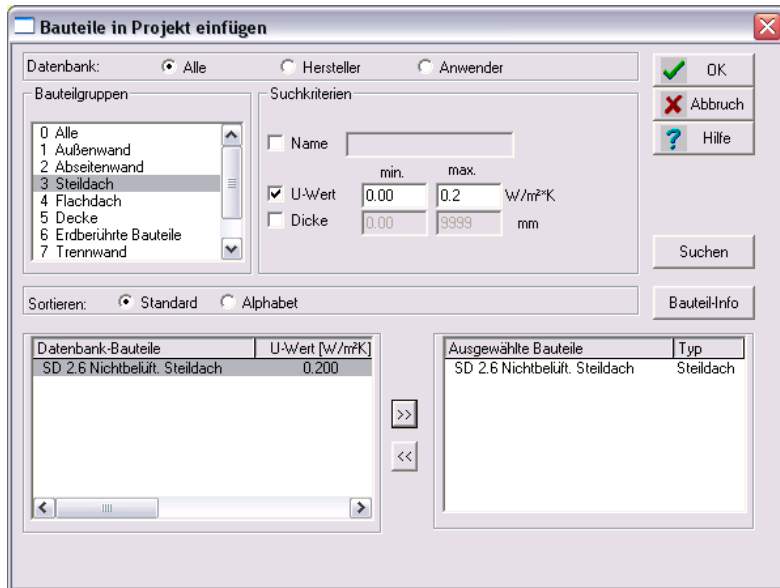 Bauteile in Projekt einfügen
Datenbank: Alle Hersteller Anwender
OK
Abbruch
Hilfe
Bauteilgruppen
0 Alle
1 Außenwand
2 Abseitenwand
3 Steildach
4 Flachdach
5 Decke
6 Erdberührte Bauteile
7 Trennwand
Suchkriterien
Name
min. max.
U-Wert 0.00 0.2 W/m²*K
Dicke 0.00 9999 mm
Suchen
Sortieren: Standard Alphabet
Bauteil-Info
Datenbank-Bauteile U-Wert [W/m²K]
SD 2.6 Nichtbelüft. Steildach 0.200
>>
<<
Ausgewählte Bauteile Typ
SD 2.6 Nichtbelüft. Steildach Steildach